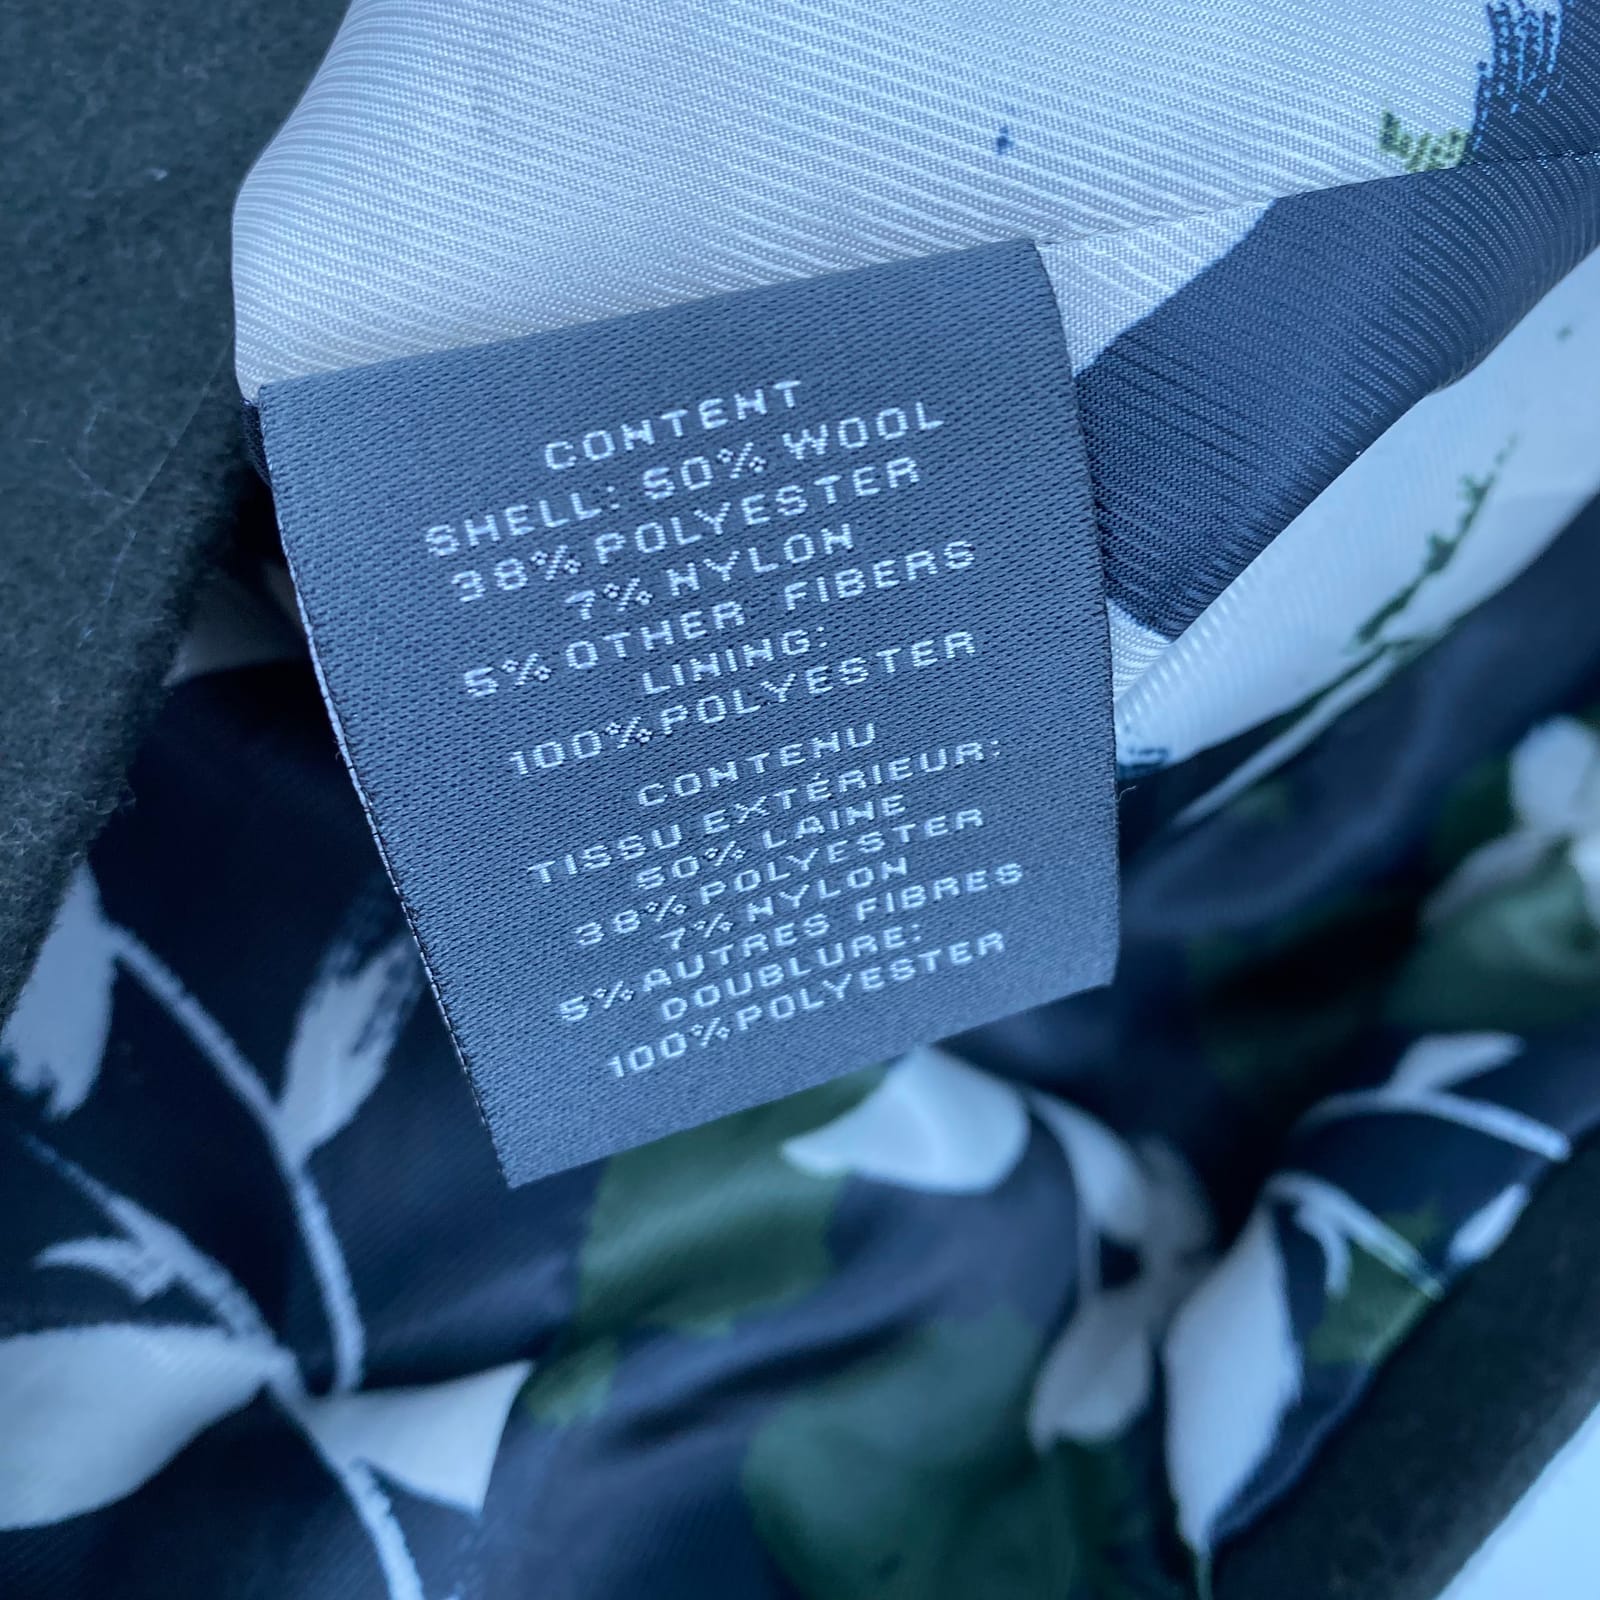 CONTENT
SHELL: 50% WOOL
38% POLYESTER
7% NYLON
5% OTHER FIBERS
LINING:
100% POLYESTER
CONTENU
TISSU EXTÉRIEUR:
50% LAINE
38% POLYESTER
7% NYLON
5% AUTRES FIBRES
DOUBLURE:
100% POLYESTER